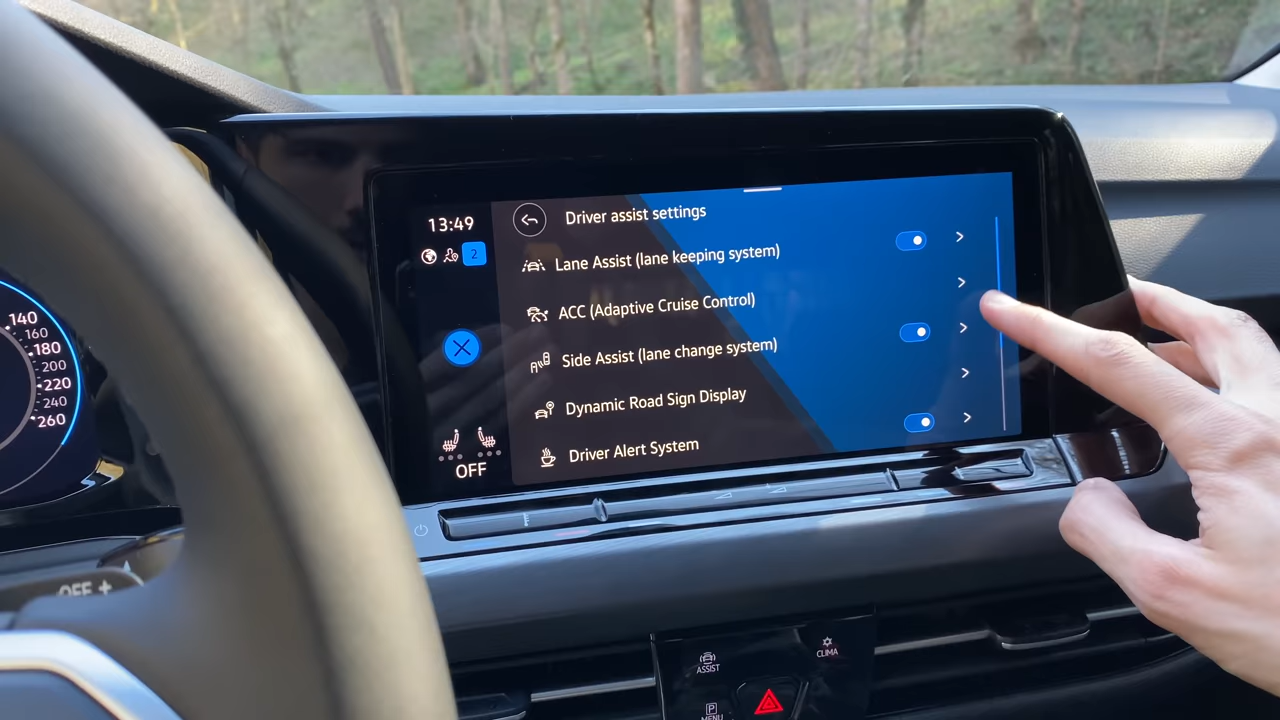 13:49
2
Driver assist settings
Lane Assist (lane keeping system)
ACC (Adaptive Cruise Control)
Side Assist (lane change system)
Dynamic Road Sign Display
Driver Alert System
OFF
140
160
180
200
220
240
260
OFF +
ASSIST
CLIMA
P
MENU